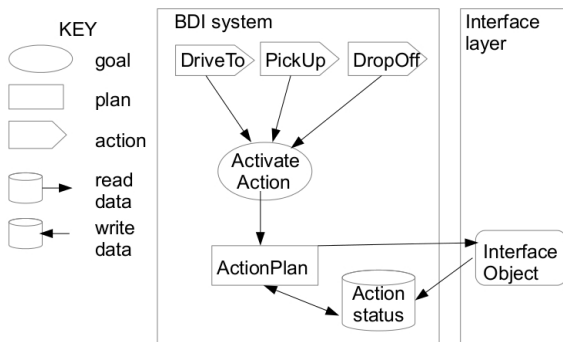 KEY
goal
plan
action
read
data
write
data
BDI system
DriveTo
PickUp
DropOff
Activate
Action
ActionPlan
Action
status
Interface
layer
Interface
Object